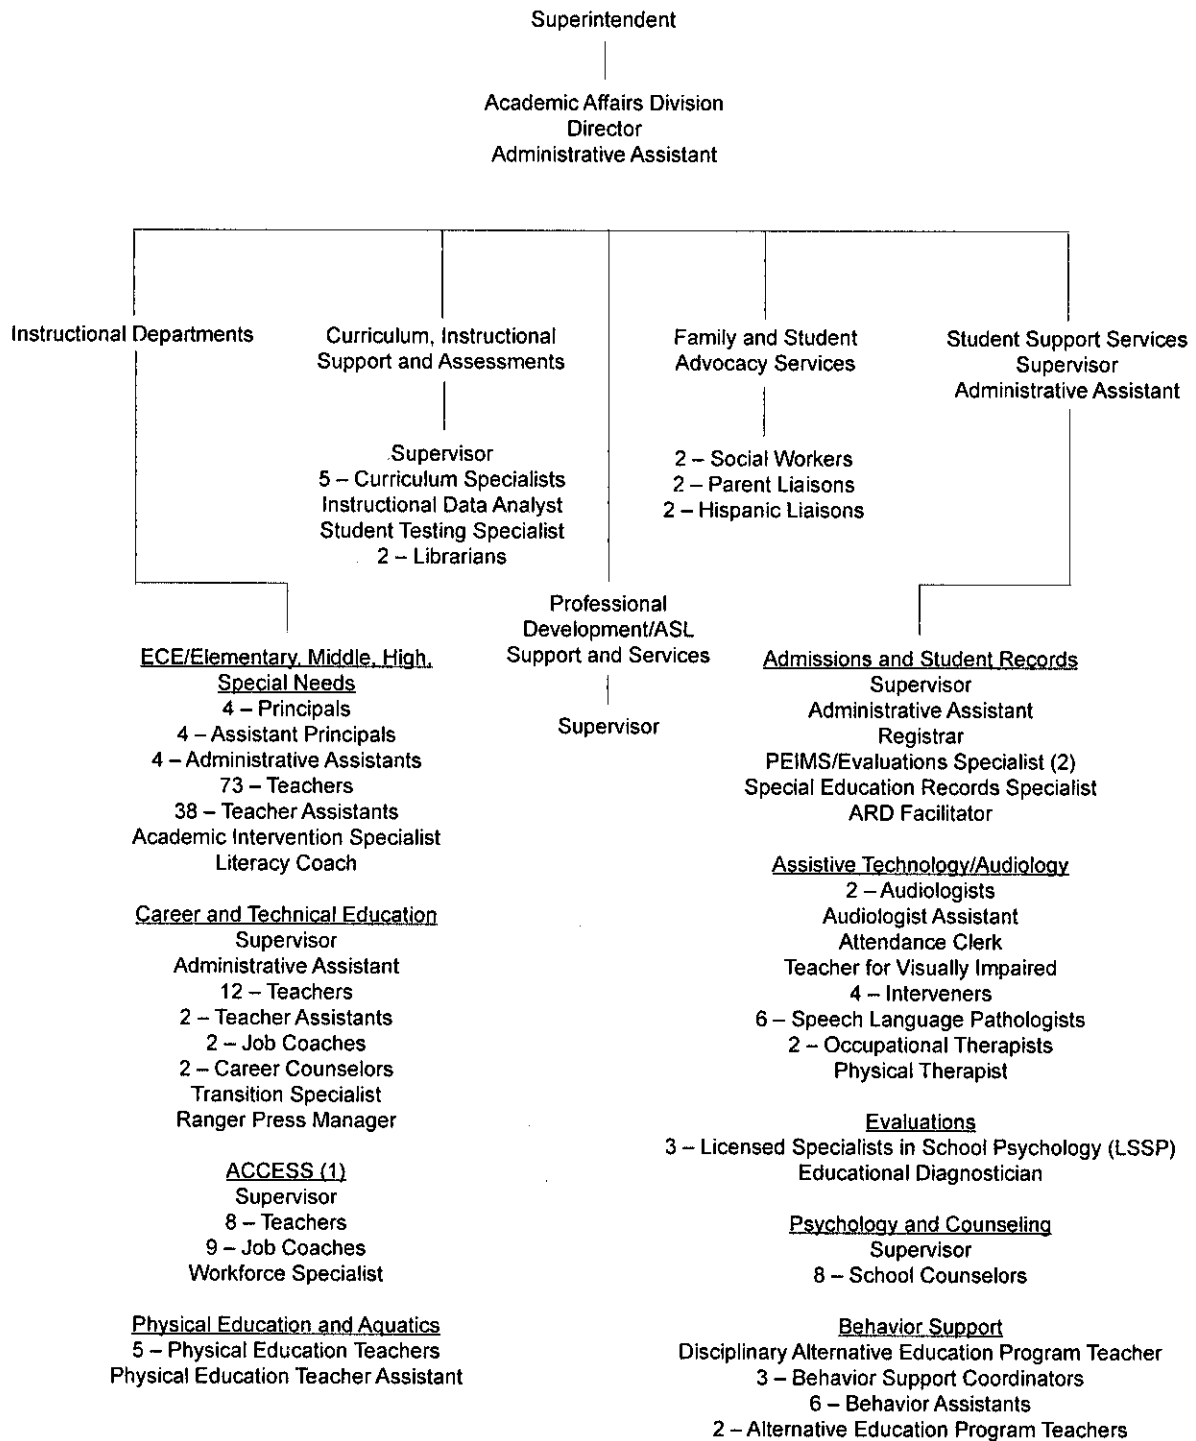 Superintendent
Academic Affairs Division
Director
Administrative Assistant
Instructional Departments
Curriculum, Instructional
Support and Assessments
Supervisor
5 – Curriculum Specialists
Instructional Data Analyst
Student Testing Specialist
2 – Librarians
Family and Student
Advocacy Services
2 – Social Workers
2 – Parent Liaisons
2 – Hispanic Liaisons
Student Support Services
Supervisor
Administrative Assistant
Professional
Development/ASL
Support and Services
Supervisor
ECE/Elementary, Middle, High,
Special Needs
4 – Principals
4 – Assistant Principals
4 – Administrative Assistants
73 – Teachers
38 – Teacher Assistants
Academic Intervention Specialist
Literacy Coach
Career and Technical Education
Supervisor
Administrative Assistant
12 – Teachers
2 – Teacher Assistants
2 – Job Coaches
2 – Career Counselors
Transition Specialist
Ranger Press Manager
ACCESS (1)
Supervisor
8 – Teachers
9 – Job Coaches
Workforce Specialist
Physical Education and Aquatics
5 – Physical Education Teachers
Physical Education Teacher Assistant
Admissions and Student Records
Supervisor
Administrative Assistant
Registrar
PEIMS/Evaluations Specialist (2)
Special Education Records Specialist
ARD Facilitator
Assistive Technology/Audiology
2 – Audiologists
Audiologist Assistant
Attendance Clerk
Teacher for Visually Impaired
4 – Interveners
6 – Speech Language Pathologists
2 – Occupational Therapists
Physical Therapist
Evaluations
3 – Licensed Specialists in School Psychology (LSSP)
Educational Diagnostician
Psychology and Counseling
Supervisor
8 – School Counselors
Behavior Support
Disciplinary Alternative Education Program Teacher
3 – Behavior Support Coordinators
6 – Behavior Assistants
2 – Alternative Education Program Teachers